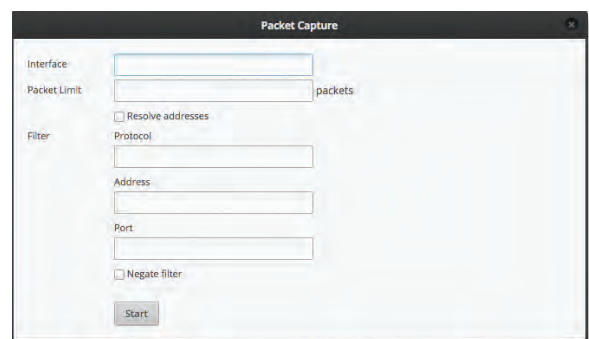 Packet Capture
Interface
Packet Limit packets
Resolve addresses
Filter Protocol
Address
Port
Negate filter
Start